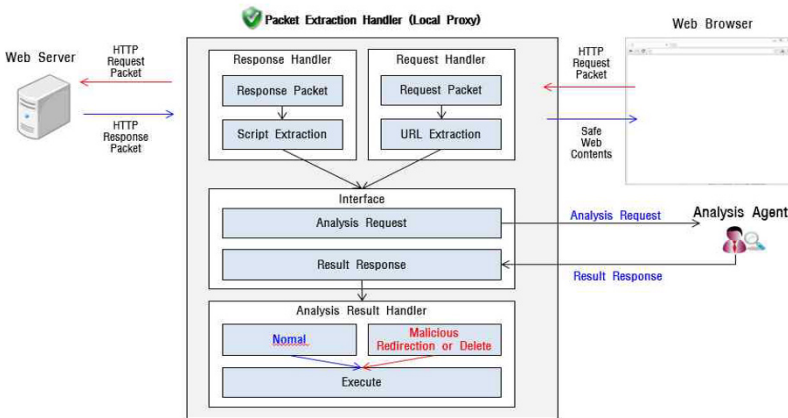 Packet Extraction Handler (Local Proxy)
Web Browser
Web Server
HTTP
Request
Packet
HTTP
Response
Packet
Response Handler
Response Packet
Script Extraction
Request Handler
Request Packet
URL Extraction
HTTP
Request
Packet
Safe
Web
Contents
Interface
Analysis Request
Result Response
Analysis Request
Result Response
Analysis Agent
Analysis Result Handler
Nomal
Malicious
Redirection or Delete
Execute